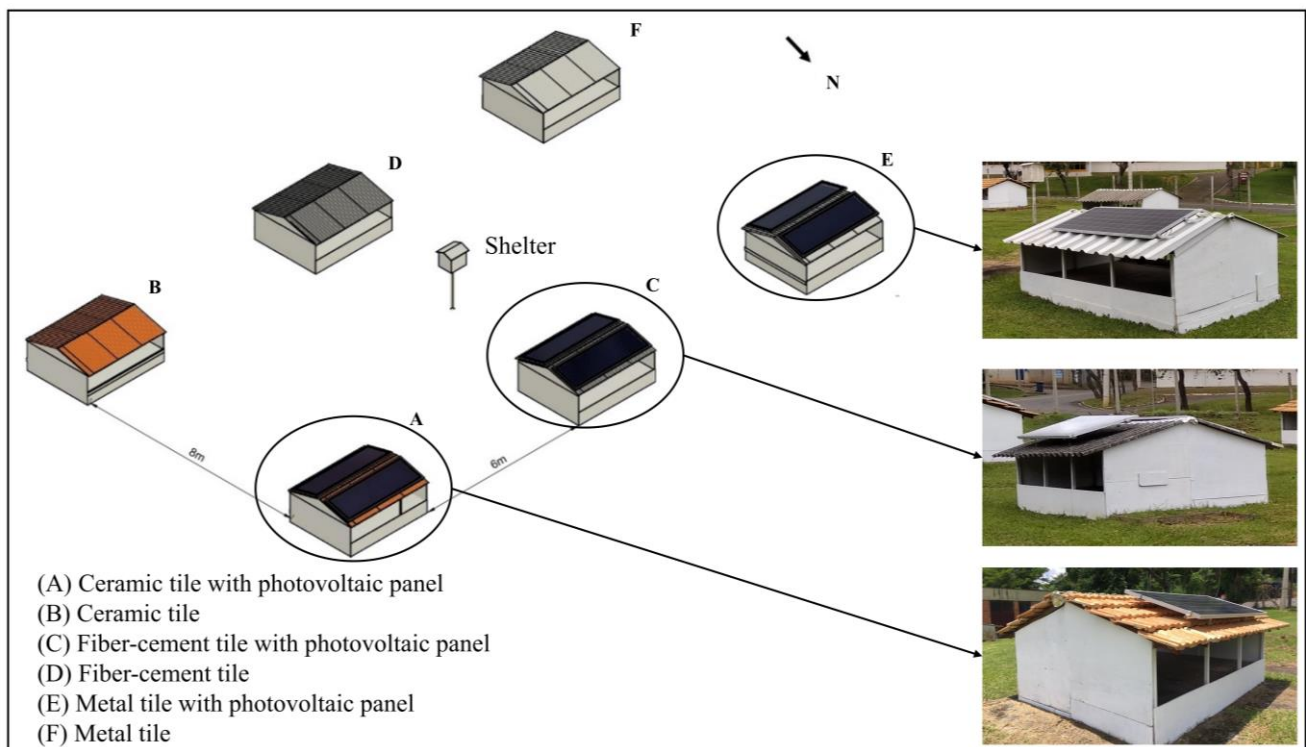 F
N
D
E
Shelter
B
C
A
8m
6m
(A) Ceramic tile with photovoltaic panel
(B) Ceramic tile
(C) Fiber-cement tile with photovoltaic panel
(D) Fiber-cement tile
(E) Metal tile with photovoltaic panel
(F) Metal tile